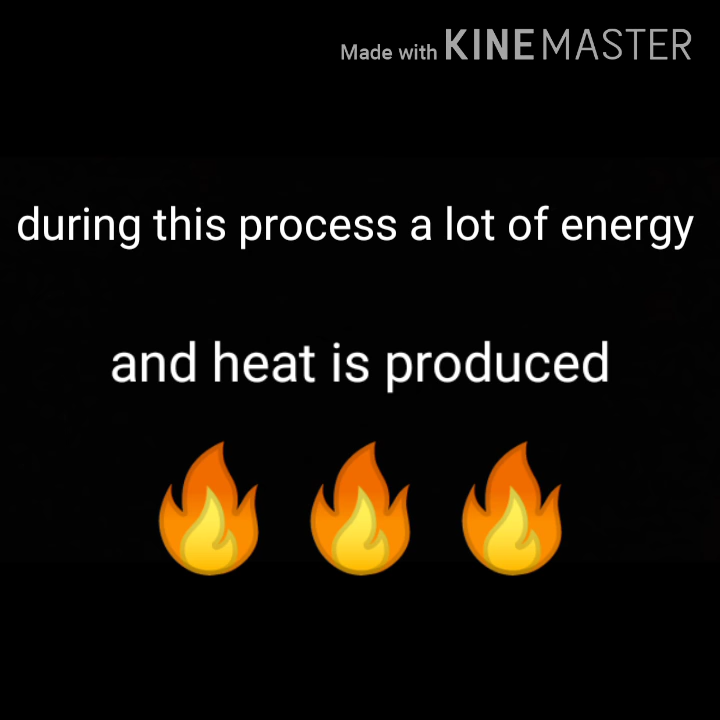 Made with KINEMASTER
during this process a lot of energy
and heat is produced